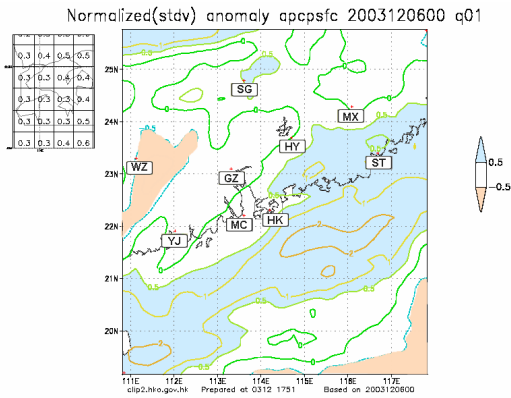 Normalized(stdv) anomaly apcpsfc 2003120600 q01
0.3 0.4 0.5 0.5
0.3 0.4 0.4 0.4
0.3 0.3 0.3 0.4
0.3 0.3 0.3 0.5
0.3 0.3 0.4 0.6
25N
24N
23N
22N
21N
20N
SG
MX
HY
ST
WZ
GZ
HK
MC
YJ
0.5
-0.5
111E 112E 113E 114E 115E 116E 117E
clip2.hko.gov.hk Prepared at 0312 1751 Based on 2003120600